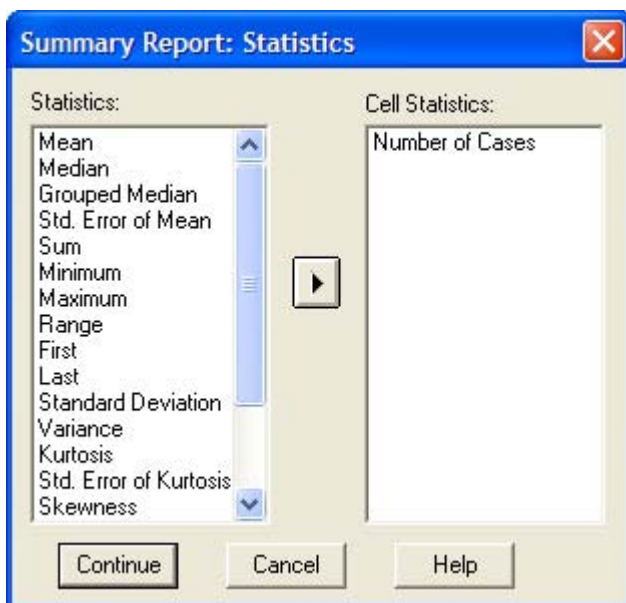 Summary Report: Statistics
Statistics:
Mean
Median
Grouped Median
Std. Error of Mean
Sum
Minimum
Maximum
Range
First
Last
Standard Deviation
Variance
Kurtosis
Std. Error of Kurtosis
Skewness
Cell Statistics:
Number of Cases
Continue
Cancel
Help